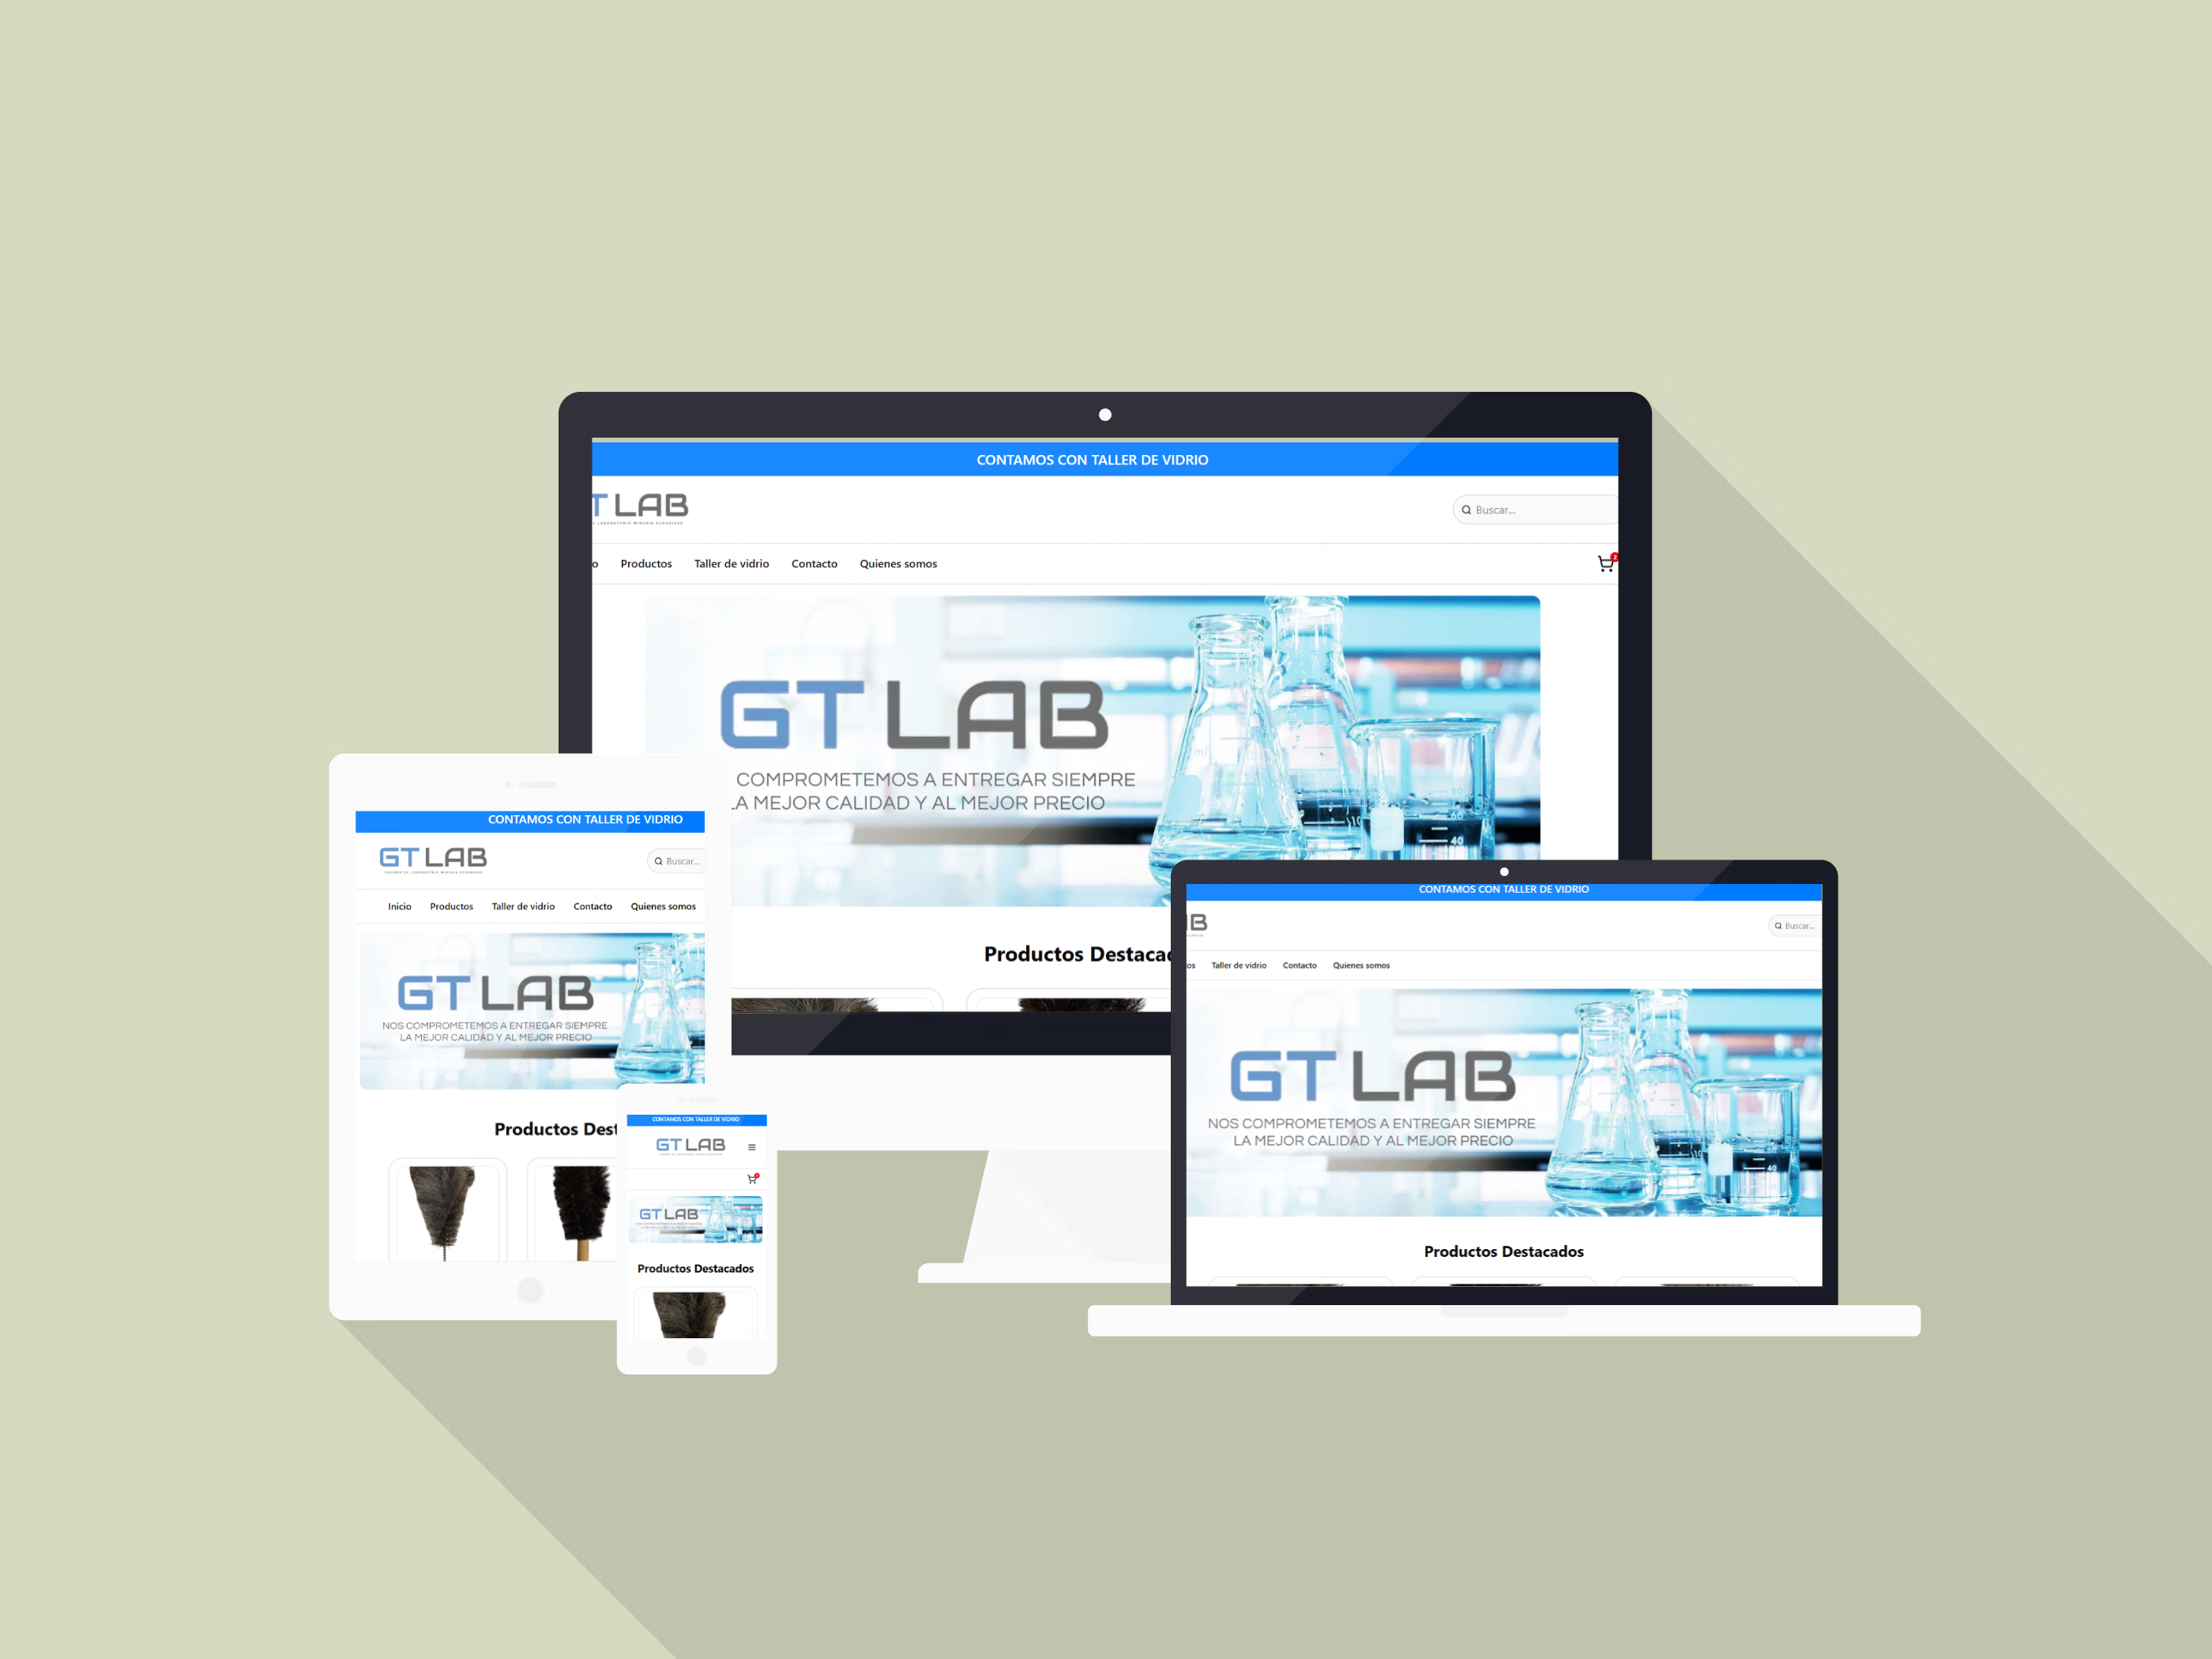 CONTAMOS CON TALLER DE VIDRIO
T LAB
Buscar...
o Productos Taller de vidrio Contacto Quienes somos
GT LAB
COMPROMETEMOS A ENTREGAR SIEMPRE
LA MEJOR CALIDAD Y AL MEJOR PRECIO
Productos Destacad
CONTAMOS CON TALLER DE VIDRIO
GT LAB
Buscar...
Inicio Productos Taller de vidrio Contacto Quienes somos
GT LAB
NOS COMPROMETEMOS A ENTREGAR SIEMPRE
LA MEJOR CALIDAD Y AL MEJOR PRECIO
Productos Dest
CONTAMOS CON TALLER DE VIDRIO
GT LAB
GT LAB
Productos Destacados
CONTAMOS CON TALLER DE VIDRIO
B
Buscar...
os Taller de vidrio Contacto Quienes somos
GT LAB
NOS COMPROMETEMOS A ENTREGAR SIEMPRE
LA MEJOR CALIDAD Y AL MEJOR PRECIO
Productos Destacados